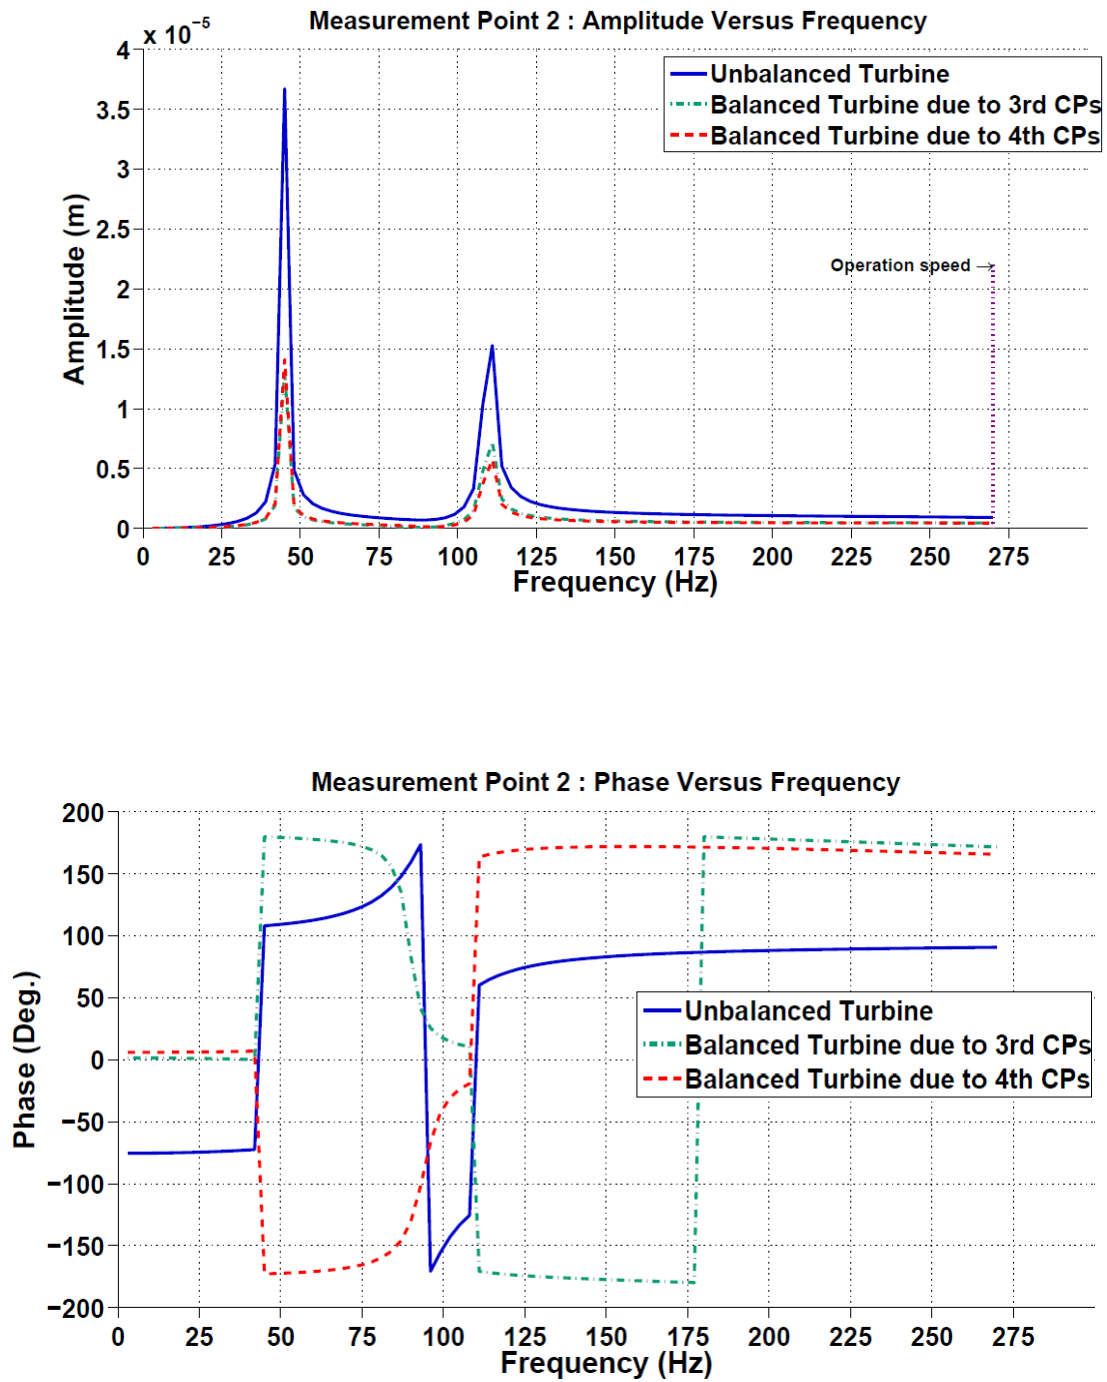 Measurement Point 2 : Amplitude Versus Frequency
x 10⁻⁵
4
3.5
3
2.5
2
1.5
1
0.5
0
Amplitude (m)
Unbalanced Turbine
Balanced Turbine due to 3rd CPs
Balanced Turbine due to 4th CPs
Operation speed →
0 25 50 75 100 125 150 175 200 225 250 275
Frequency (Hz)
Measurement Point 2 : Phase Versus Frequency
200
150
100
50
0
−50
−100
−150
−200
Phase (Deg.)
Unbalanced Turbine
Balanced Turbine due to 3rd CPs
Balanced Turbine due to 4th CPs
0 25 50 75 100 125 150 175 200 225 250 275
Frequency (Hz)